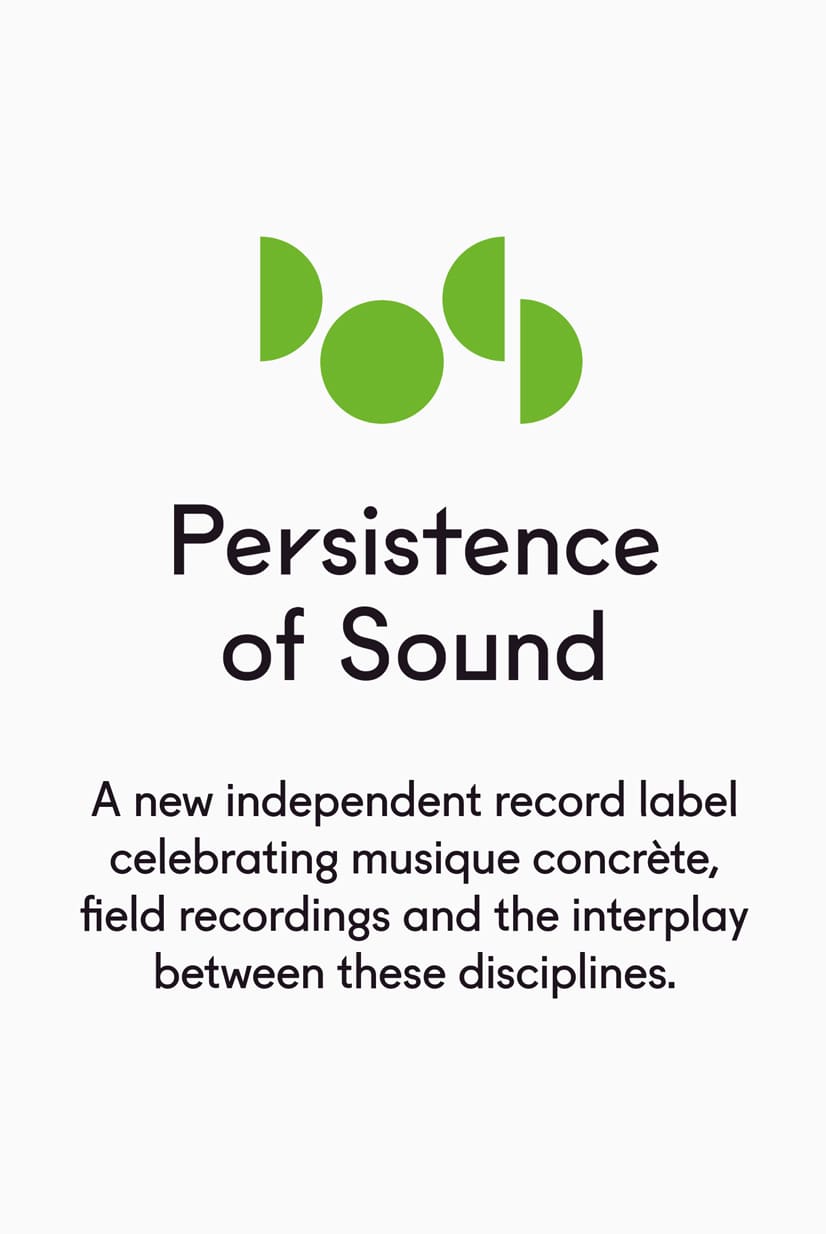 Persistence
of Sound
A new independent record label
celebrating musique concrète,
field recordings and the interplay
between these disciplines.